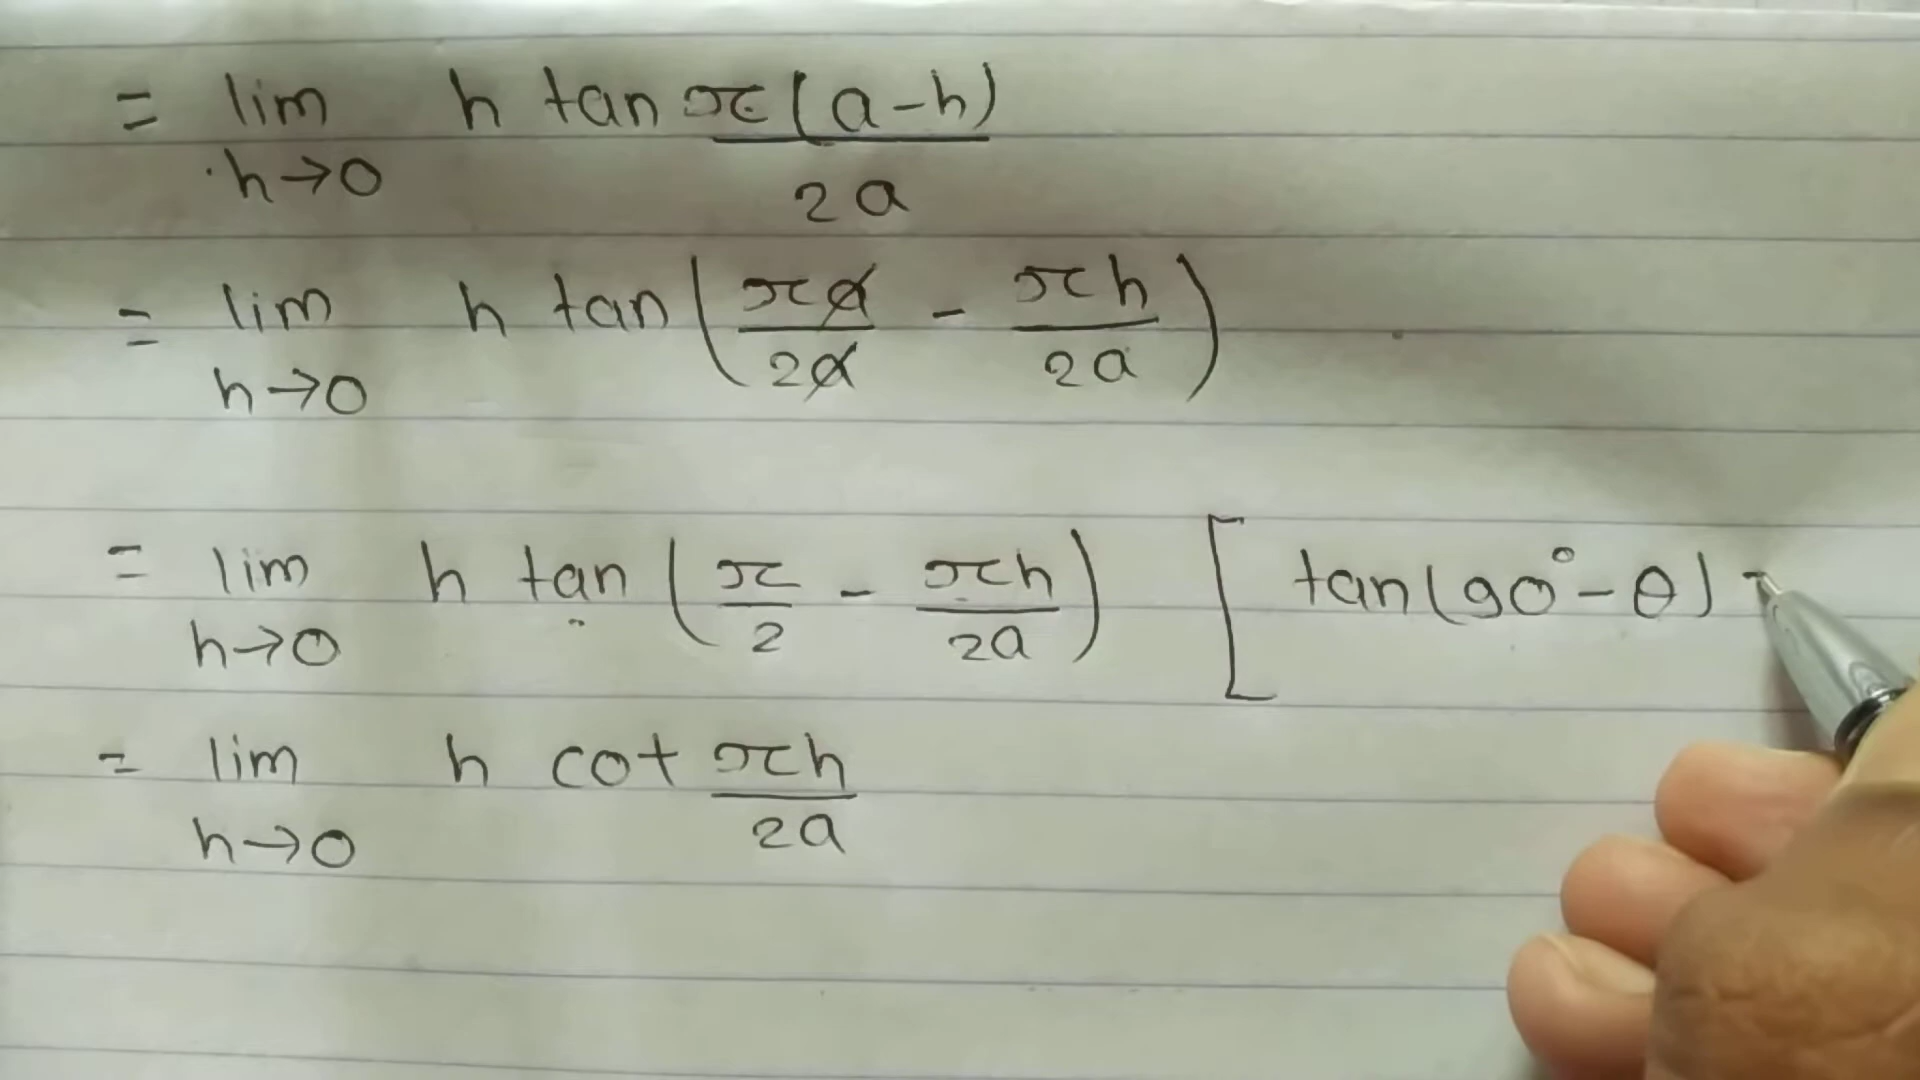 = lim h→0 h tan π(a-h)/2a
= lim h→0 h tan(πa/2a - πh/2a)
= lim h→0 h tan(π/2 - πh/2a) [tan(90°-θ) =
= lim h→0 h cot πh/2a